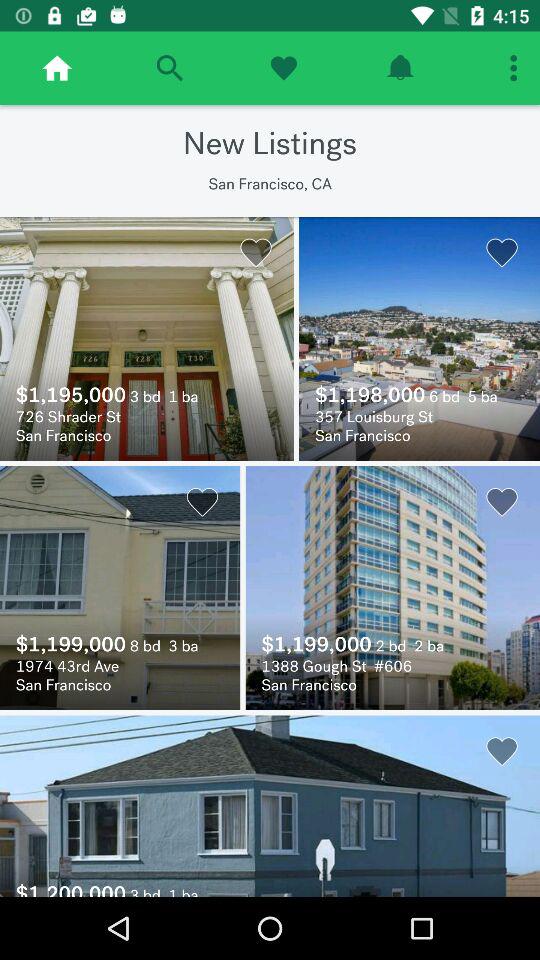 4:15
New Listings
San Francisco, CA
726 728 730
$1,195,000 3 bd 1 ba
726 Shrader St
San Francisco
$1,198,000 6 bd 5 ba
357 Louisburg St
San Francisco
$1,199,000 8 bd 3 ba
1974 43rd Ave
San Francisco
$1,199,000 2 bd 2 ba
1388 Gough St #606
San Francisco
$1,200,000 3 bd 1 ba